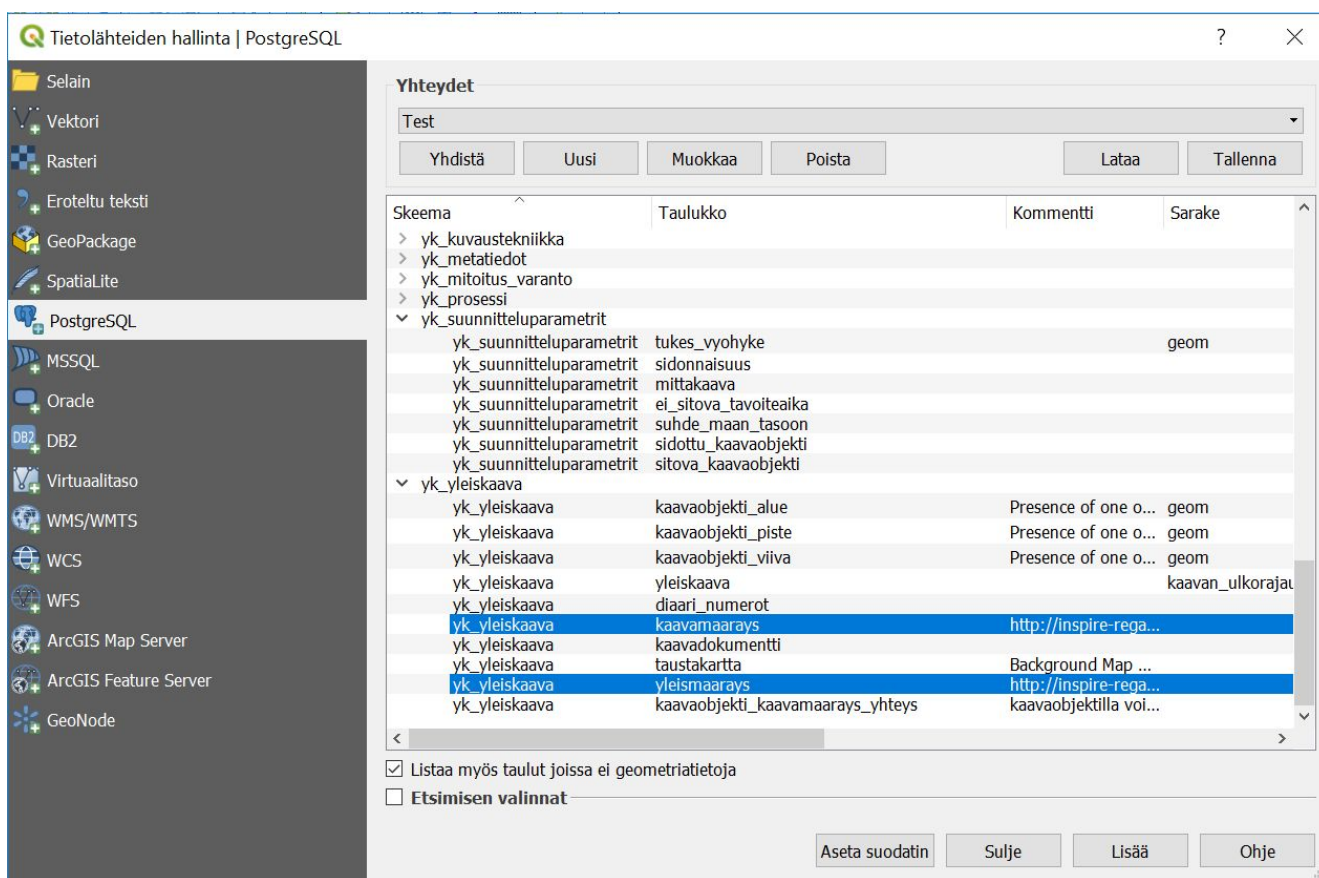 Tietolähteiden hallinta | PostgreSQL ?
Selain
Vektori
Rasteri
Eroteltu teksti
GeoPackage
SpatiaLite
PostgreSQL
MSSQL
Oracle
DB2 DB2
Virtuaalitaso
WMS/WMTS
WCS
WFS
ArcGIS Map Server
ArcGIS Feature Server
GeoNode
Yhteydet
Test
Yhdistä Uusi Muokkaa Poista Lataa Tallenna
Skeema Taulukko Kommentti Sarake
yk_kuvaustekniikka
yk_metatiedot
yk_mitoitus_varanto
yk_prosessi
yk_suunnitteluparametrit
yk_suunnitteluparametrit tukes_vyohyke geom
yk_suunnitteluparametrit sidonnaisuus
yk_suunnitteluparametrit mittakaava
yk_suunnitteluparametrit ei_sitova_tavoiteaika
yk_suunnitteluparametrit suhde_maan_tasoon
yk_suunnitteluparametrit sidottu_kaavaobjekti
yk_suunnitteluparametrit sitova_kaavaobjekti
yk_yleiskaava
yk_yleiskaava kaavaobjekti_alue Presence of one o... geom
yk_yleiskaava kaavaobjekti_piste Presence of one o... geom
yk_yleiskaava kaavaobjekti_viiva Presence of one o... geom
yk_yleiskaava yleiskaava kaavan_ulkorajau
yk_yleiskaava diaari_numerot
yk_yleiskaava kaavamaarays http://inspire-rega...
yk_yleiskaava kaavadokumentti
yk_yleiskaava taustakartta Background Map ...
yk_yleiskaava yleismaarays http://inspire-rega...
yk_yleiskaava kaavaobjekti_kaavamaarays_yhteys kaavaobjektilla voi...
Listaa myös taulut joissa ei geometriatietoja
Etsimisen valinnat
Aseta suodatin Sulje Lisää Ohje